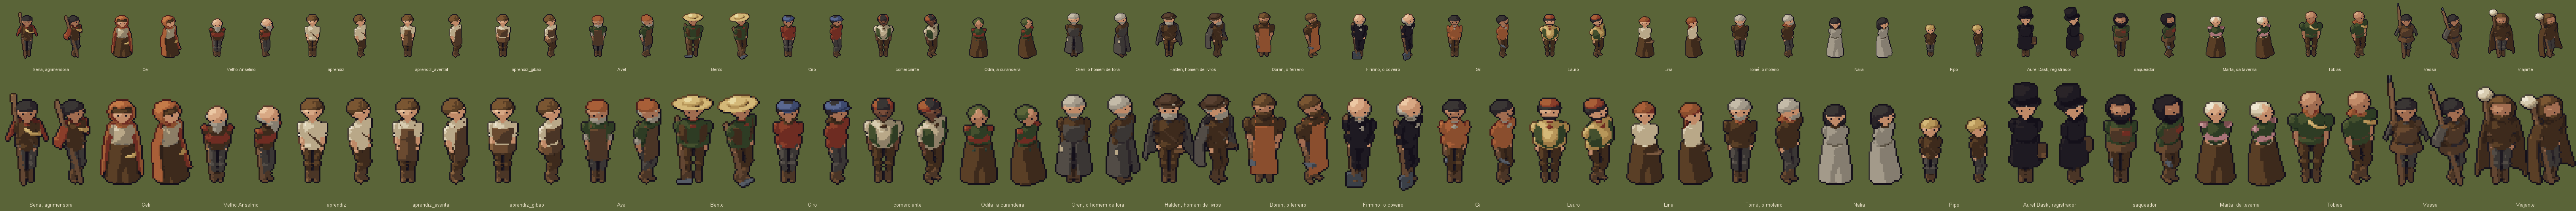 Sena, agrimensora Celi Velho Anselmo aprendiz aprendiz_avental aprendiz_gibao Avel Bento Ciro comerciante Odila, a curandeira Oren, o homem de fora Halden, homem de livros Doran, o ferreiro Firmino, o coveiro Gil Lauro Lina Tomé, o moleiro Nalia Pipo Aurel Dask, registrador saqueador Marta, da taverna Tobias Vessa Viajante
Sena, agrimensora Celi Velho Anselmo aprendiz aprendiz_avental aprendiz_gibao Avel Bento Ciro comerciante Odila, a curandeira Oren, o homem de fora Halden, homem de livros Doran, o ferreiro Firmino, o coveiro Gil Lauro Lina Tomé, o moleiro Nalia Pipo Aurel Dask, registrador saqueador Marta, da taverna Tobias Vessa Viajante